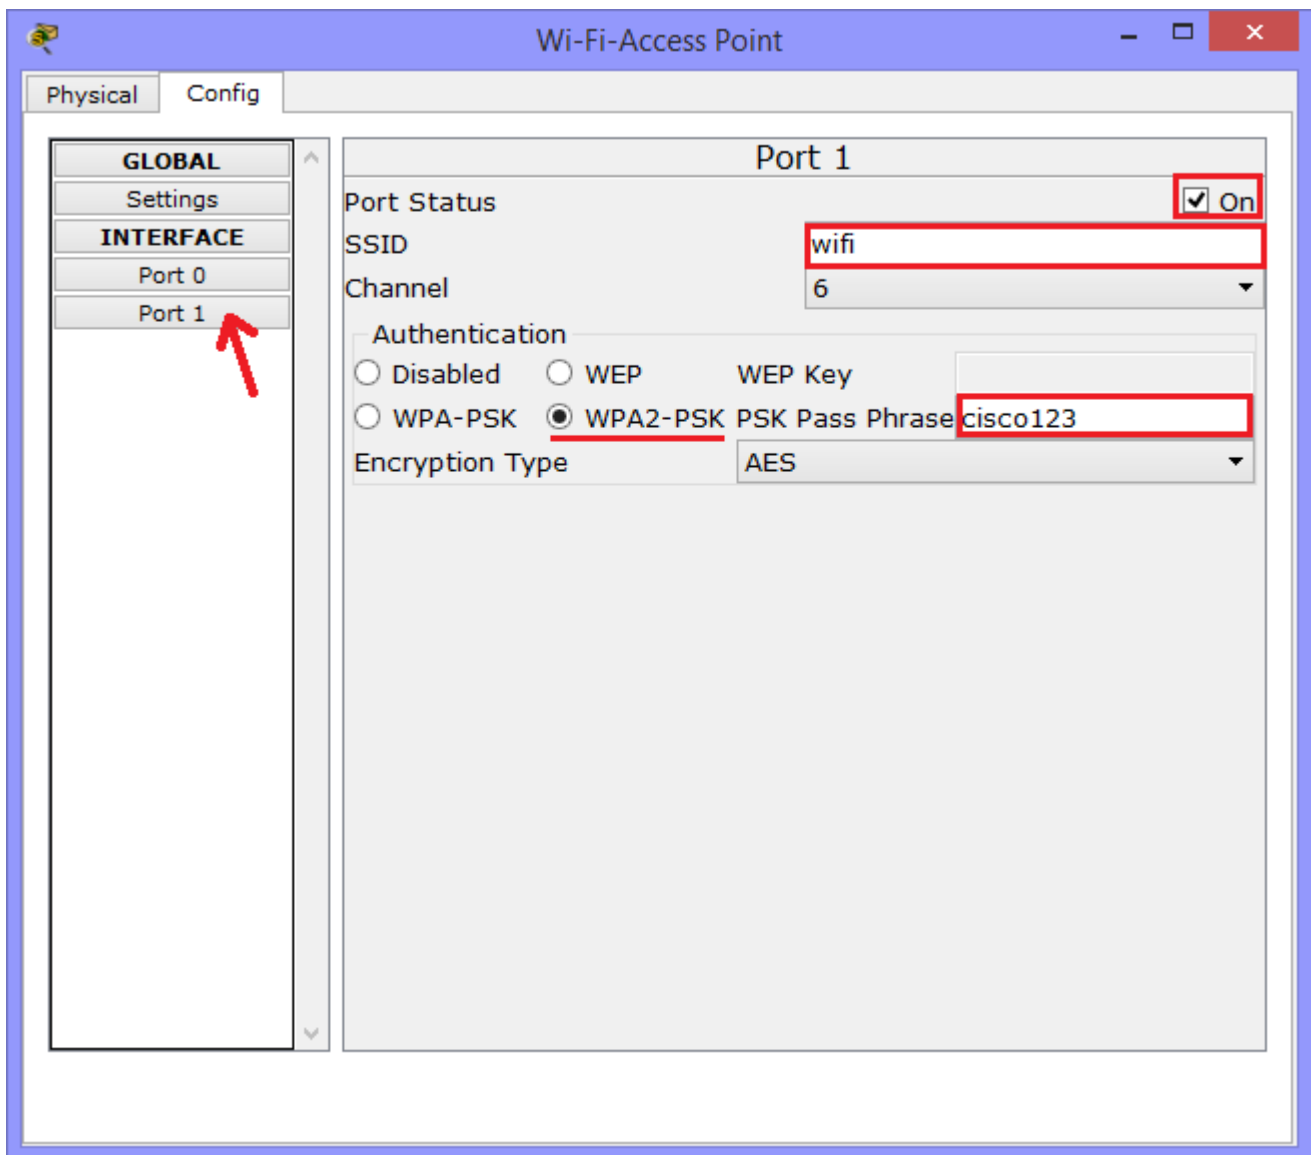 Wi-Fi-Access Point
Physical Config
GLOBAL
Settings
INTERFACE
Port 0
Port 1
Port 1
Port Status On
SSID wifi
Channel 6
Authentication
Disabled WEP WEP Key
WPA-PSK WPA2-PSK PSK Pass Phrase cisco123
Encryption Type AES